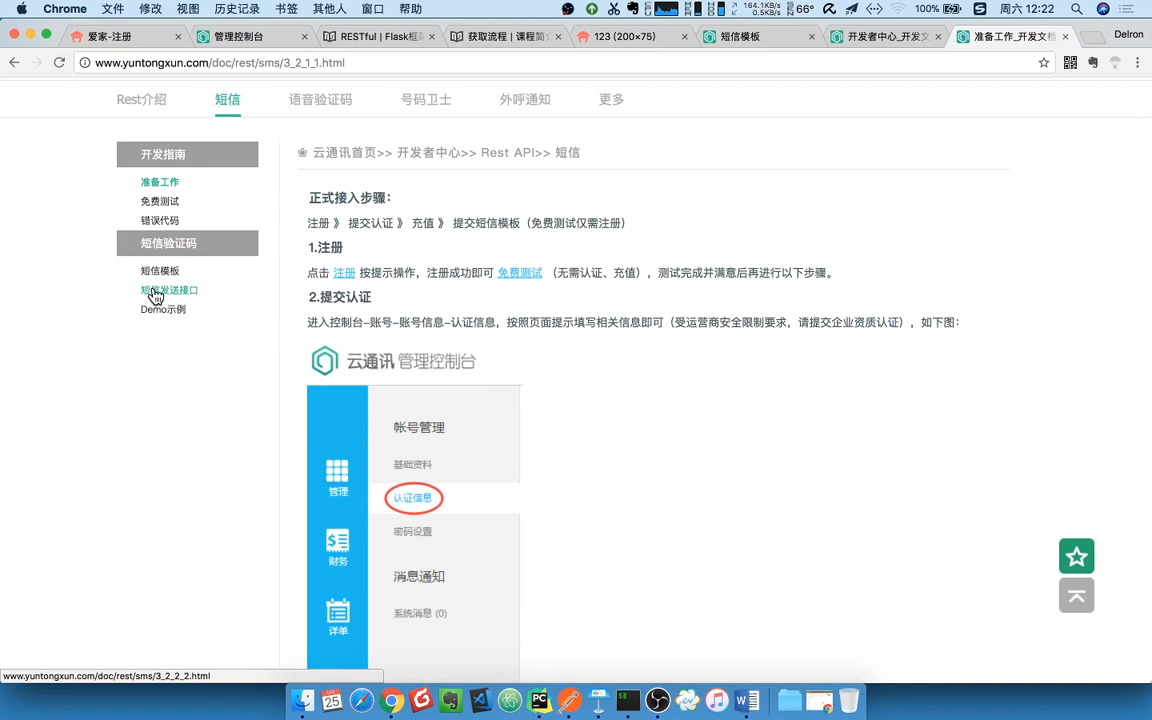 Chrome 文件 修改 视图 历史记录 书签 其他人 窗口 帮助 164.1KB/s 0.5KB/s 66° 100% 周六 12:22
爱家-注册 管理控制台 RESTful | Flask框架 获取流程 | 课程简介 123 (200×75) 短信模板 开发者中心_开发文 准备工作_开发文档 Delron
www.yuntongxun.com/doc/rest/sms/3_2_1_1.html
Rest介绍 短信 语音验证码 号码卫士 外呼通知 更多
开发指南
准备工作
免费测试
错误代码
短信验证码
短信模板
短信发送接口
Demo示例
云通讯首页>> 开发者中心>> Rest API>> 短信
正式接入步骤：
注册 》 提交认证 》 充值 》 提交短信模板（免费测试仅需注册）
1.注册
点击 注册 按提示操作，注册成功即可 免费测试 （无需认证、充值），测试完成并满意后再进行以下步骤。
2.提交认证
进入控制台-账号-账号信息-认证信息，按照页面提示填写相关信息即可（受运营商安全限制要求，请提交企业资质认证），如下图：
云通讯 管理控制台
管理
财务
详单
帐号管理
基础资料
认证信息
密码设置
消息通知
系统消息 (0)
www.yuntongxun.com/doc/rest/sms/3_2_2_2.html
25
PC